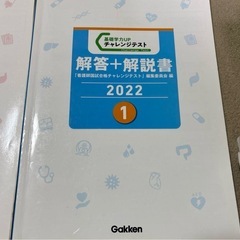 基礎学力UP
チャレンジテスト
解答+解説書
「看護師国試合格チャレンジテスト」編集委員会 編
2022
1
Gakken